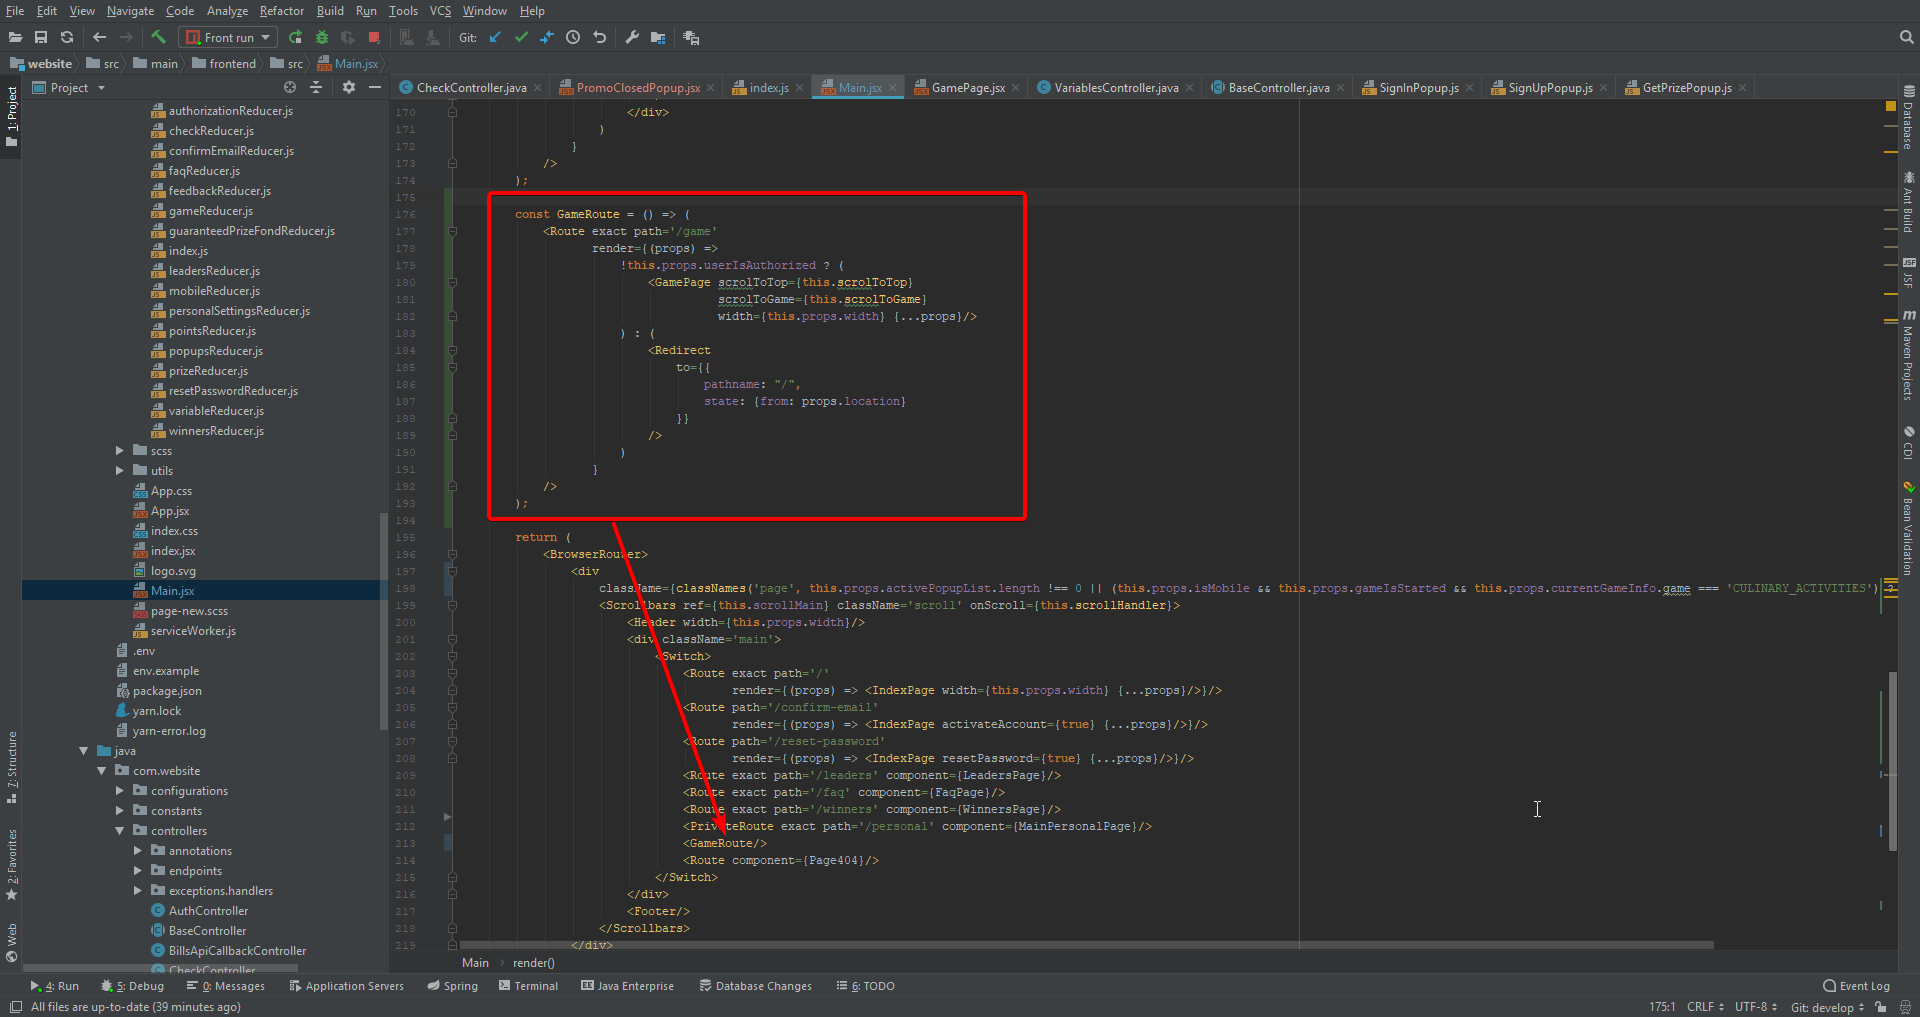 File Edit View Navigate Code Analyze Refactor Build Run Tools VCS Window Help
Front run Git:
website src main frontend src Main.jsx
1: Project
Project
CheckController.java PromoClosedPopup.jsx index.js Main.jsx GamePage.jsx VariablesController.java BaseController.java SignInPopup.js SignUpPopup.js GetPrizePopup.js
authorizationReducer.js
checkReducer.js
confirmEmailReducer.js
faqReducer.js
feedbackReducer.js
gameReducer.js
guaranteedPrizeFondReducer.js
index.js
leadersReducer.js
mobileReducer.js
personalSettingsReducer.js
pointsReducer.js
popupsReducer.js
prizeReducer.js
resetPasswordReducer.js
variableReducer.js
winnersReducer.js
scss
utils
App.css
App.jsx
index.css
index.jsx
logo.svg
Main.jsx
page-new.scss
serviceWorker.js
.env
env.example
package.json
yarn.lock
yarn-error.log
java
com.website
configurations
constants
controllers
annotations
endpoints
exceptions.handlers
AuthController
BaseController
BillsApiCallbackController
CheckController
7: Structure
2: Favorites
Web
170 </div>
171 )
172 }
173 />
174 );
175
176 const GameRoute = () => (
177 <Route exact path='/game'
178 render={(props) =>
179 !this.props.userIsAuthorized ? (
180 <GamePage scrolToTop={this.scrolToTop}
181 scrolToGame={this.scrolToGame}
182 width={this.props.width} {...props}/>
183 ) : (
184 <Redirect
185 to={{
186 pathname: "/",
187 state: {from: props.location}
188 }}
189 />
190 )
191 }
192 />
193 );
194
195 return (
196 <BrowserRouter>
197 <div
198 className={classNames('page', this.props.activePopupList.length !== 0 || (this.props.isMobile && this.props.gameIsStarted && this.props.currentGameInfo.game === 'CULINARY_ACTIVITIES')
199 <Scrollbars ref={this.scrollMain} className='scroll' onScroll={this.scrollHandler}>
200 <Header width={this.props.width}/>
201 <div className='main'>
202 <Switch>
203 <Route exact path='/'
204 render={(props) => <IndexPage width={this.props.width} {...props}/>}/>
205 <Route path='/confirm-email'
206 render={(props) => <IndexPage activateAccount={true} {...props}/>}/>
207 <Route path='/reset-password'
208 render={(props) => <IndexPage resetPassword={true} {...props}/>}/>
209 <Route exact path='/leaders' component={LeadersPage}/>
210 <Route exact path='/faq' component={FaqPage}/>
211 <Route exact path='/winners' component={WinnersPage}/>
212 <PrivateRoute exact path='/personal' component={MainPersonalPage}/>
213 <GameRoute/>
214 <Route component={Page404}/>
215 </Switch>
216 </div>
217 <Footer/>
218 </Scrollbars>
219 </div>
Main render()
Database
Ant Build
JSF
Maven Projects
CDI
Bean Validation
4: Run 5: Debug 0: Messages Application Servers Spring Terminal Java Enterprise Database Changes 6: TODO Event Log
All files are up-to-date (39 minutes ago) 175:1 CRLF UTF-8 Git: develop